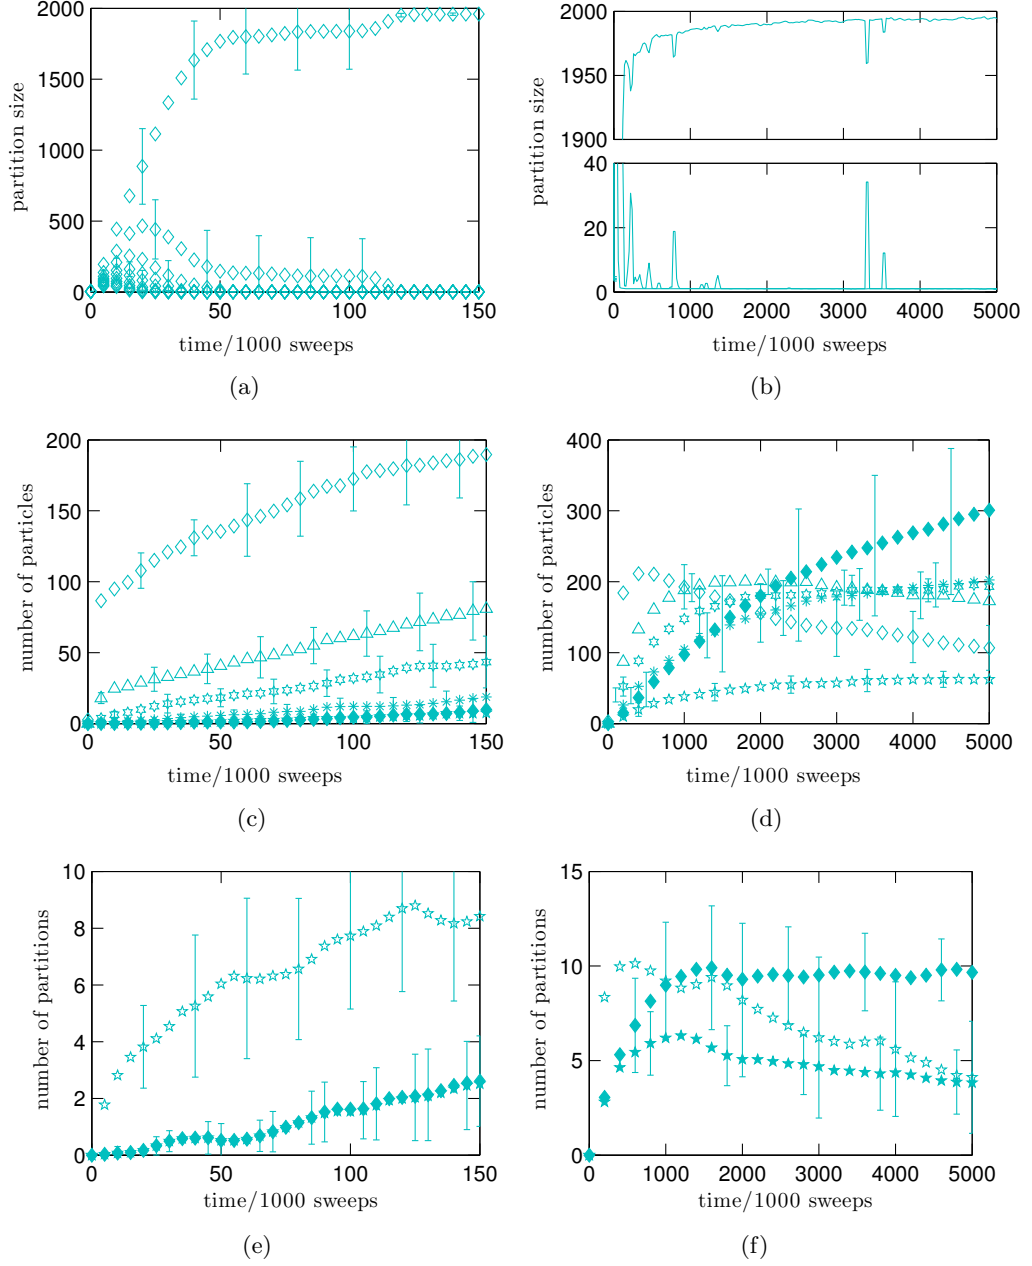 2000
1500
1000
500
0
partition size
0 50 100 150
time/1000 sweeps
(a)
2000
1950
1900
partition size
40
20
0
0 1000 2000 3000 4000 5000
time/1000 sweeps
(b)
200
150
100
50
0
number of particles
0 50 100 150
time/1000 sweeps
(c)
400
300
200
100
0
number of particles
0 1000 2000 3000 4000 5000
time/1000 sweeps
(d)
10
8
6
4
2
0
number of partitions
0 50 100 150
time/1000 sweeps
(e)
15
10
5
0
number of partitions
0 1000 2000 3000 4000 5000
time/1000 sweeps
(f)